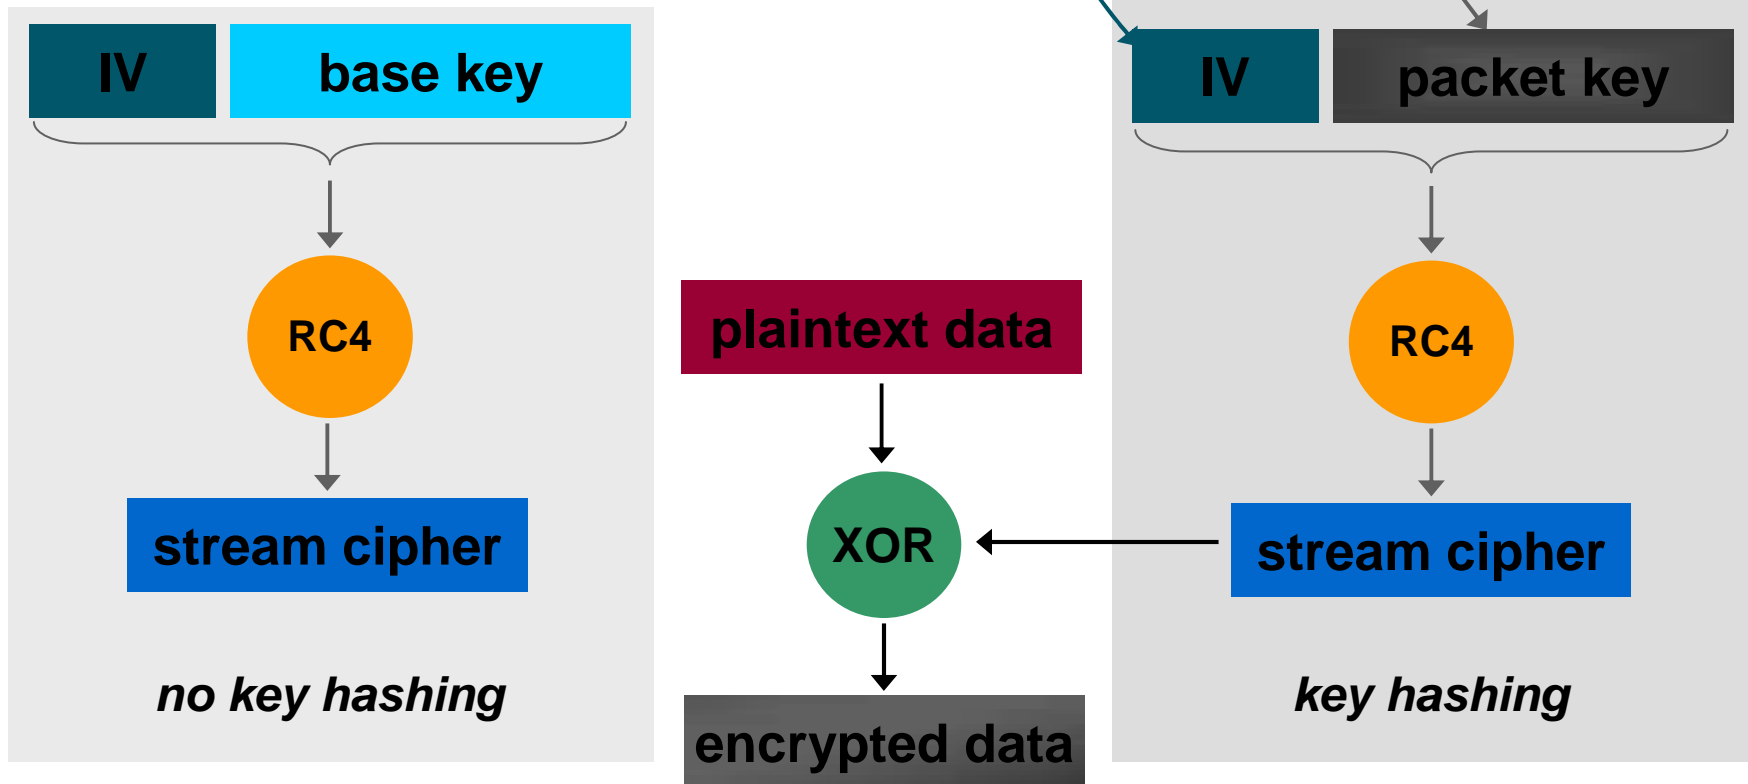 IV
base key
RC4
stream cipher
no key hashing
plaintext data
XOR
encrypted data
IV
packet key
RC4
stream cipher
key hashing